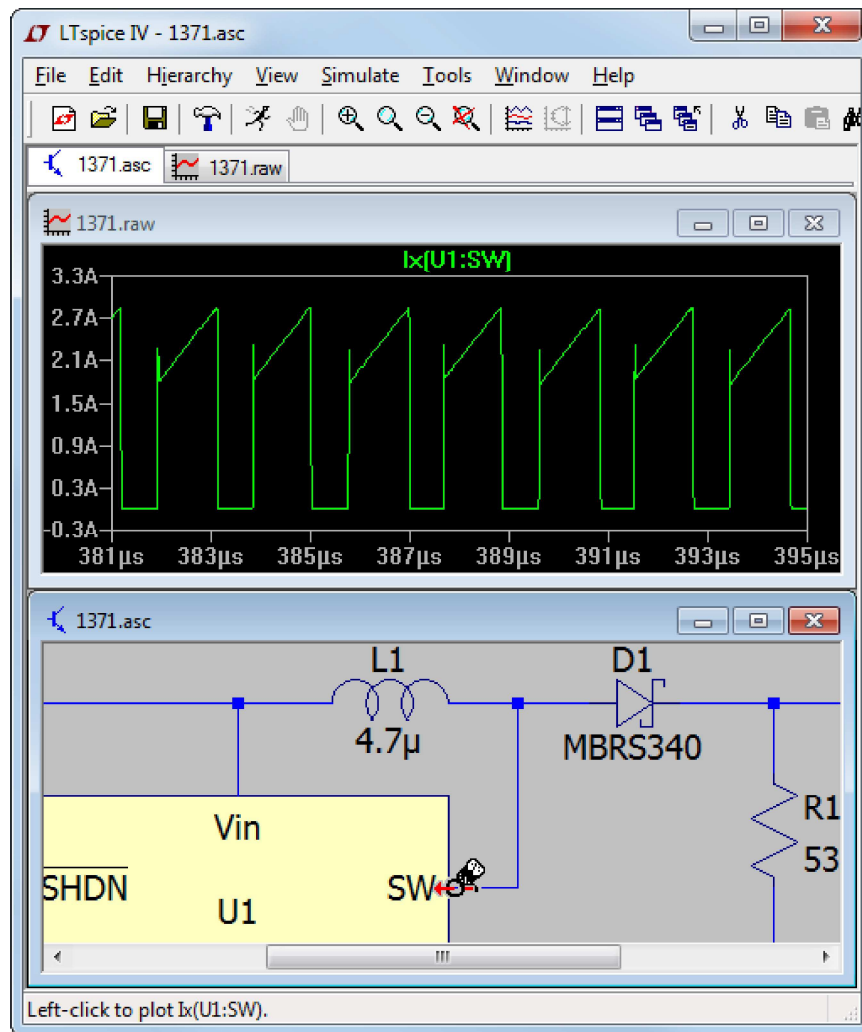 LTspice IV - 1371.asc
File Edit Hierarchy View Simulate Tools Window Help
1371.asc 1371.raw
1371.raw
Ix(U1:SW)
3.3A
2.7A
2.1A
1.5A
0.9A
0.3A
-0.3A
381µs 383µs 385µs 387µs 389µs 391µs 393µs 395µs
1371.asc
L1 D1
4.7µ MBRS340
R1
53
Vin
SHDN SW
U1
Left-click to plot Ix(U1:SW).